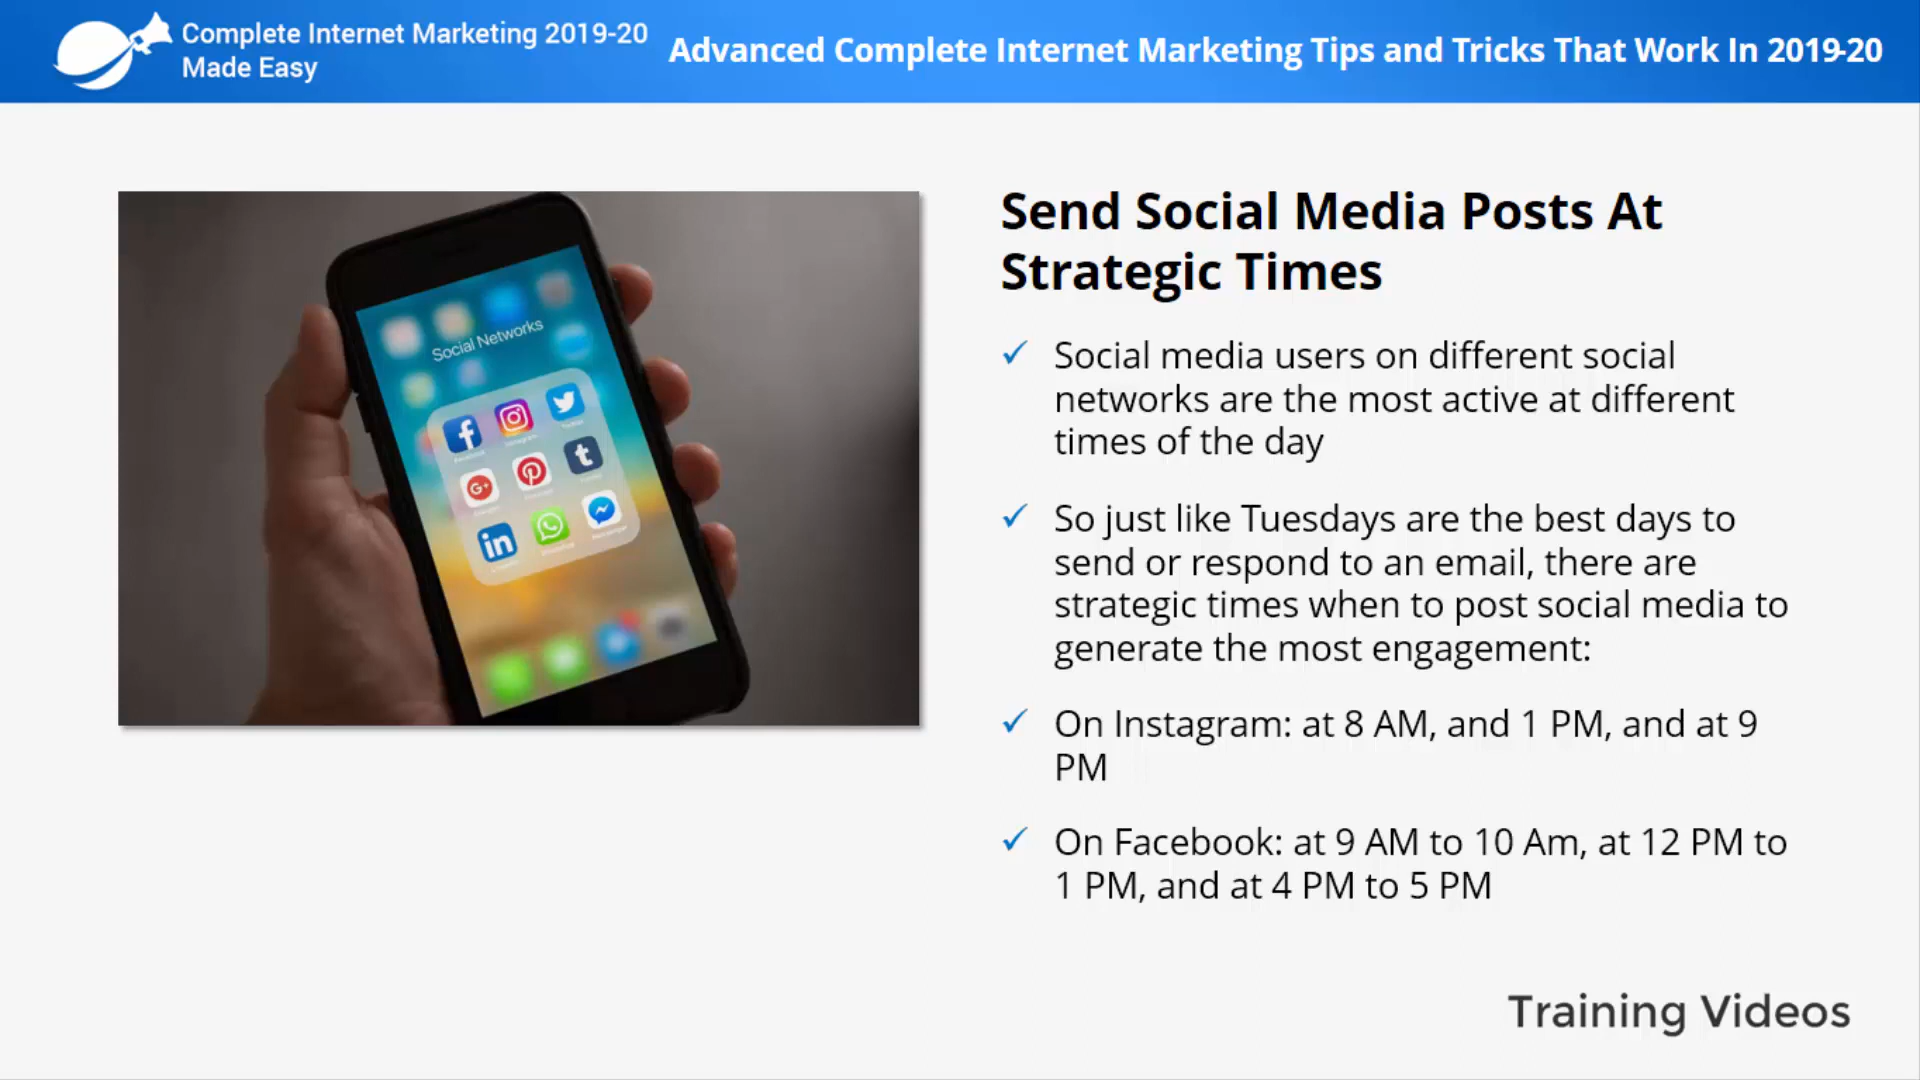 Complete Internet Marketing 2019-20
Made Easy
Advanced Complete Internet Marketing Tips and Tricks That Work In 2019-20
Social Networks
Send Social Media Posts At
Strategic Times
Social media users on different social
networks are the most active at different
times of the day
So just like Tuesdays are the best days to
send or respond to an email, there are
strategic times when to post social media to
generate the most engagement:
On Instagram: at 8 AM, and 1 PM, and at 9
PM
On Facebook: at 9 AM to 10 Am, at 12 PM to
1 PM, and at 4 PM to 5 PM
Training Videos